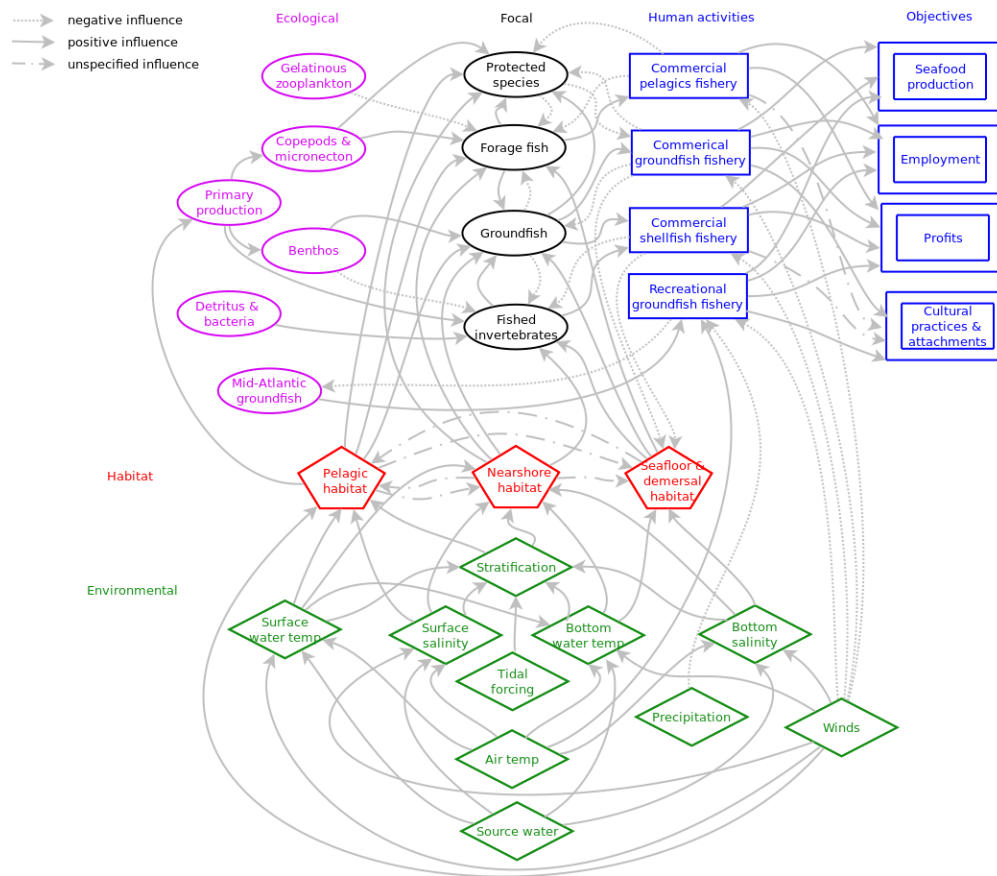 negative influence
positive influence
unspecified influence
Ecological
Focal
Human activities
Objectives
Gelatinous
zooplankton
Protected
species
Commercial
pelagics fishery
Seafood
production
Copepods &
micronecton
Forage fish
Commerical
groundfish fishery
Employment
Primary
production
Benthos
Groundfish
Commercial
shellfish fishery
Profits
Detritus &
bacteria
Fished
invertebrates
Recreational
groundfish fishery
Cultural
practices &
attachments
Mid-Atlantic
groundfish
Habitat
Pelagic
habitat
Nearshore
habitat
Seafloor &
demersal
habitat
Environmental
Stratification
Surface
water temp
Surface
salinity
Bottom
water temp
Bottom
salinity
Tidal
forcing
Precipitation
Winds
Air temp
Source water